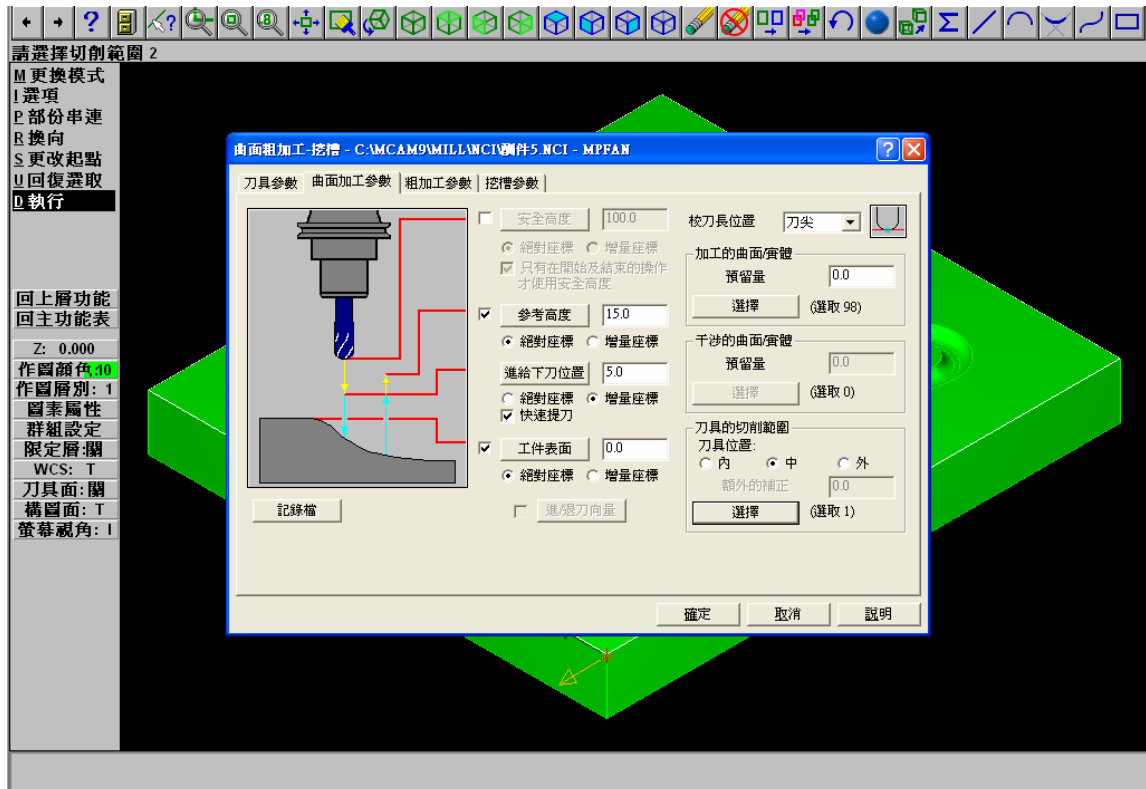 請選擇切削範圍 2
M 更換模式
I 選項
P 部份串連
R 換向
S 更改起點
U 回復選取
D 執行
回上層功能
回主功能表
Z: 0.000
作圖顏色:10
作圖層別: 1
圖素屬性
群組設定
限定層:關
WCS: T
刀具面:關
構圖面: T
螢幕視角: I
曲面粗加工-挖槽 - C:\MCAM9\MILL\NCI\鋼件5.NCI - MPFAN
刀具參數 曲面加工參數 粗加工參數 挖槽參數
安全高度 100.0
絕對座標 增量座標
只有在開始及結束的操作
才使用安全高度
參考高度 15.0
絕對座標 增量座標
進給下刀位置 5.0
絕對座標 增量座標
快速提刀
工件表面 0.0
絕對座標 增量座標
記錄檔
進/退刀向量
校刀長位置 刀尖
加工的曲面/實體
預留量 0.0
選擇 (選取 98)
干涉的曲面/實體
預留量 0.0
選擇 (選取 0)
刀具的切削範圍
刀具位置:
內 中 外
額外的補正 0.0
選擇 (選取 1)
確定 取消 說明